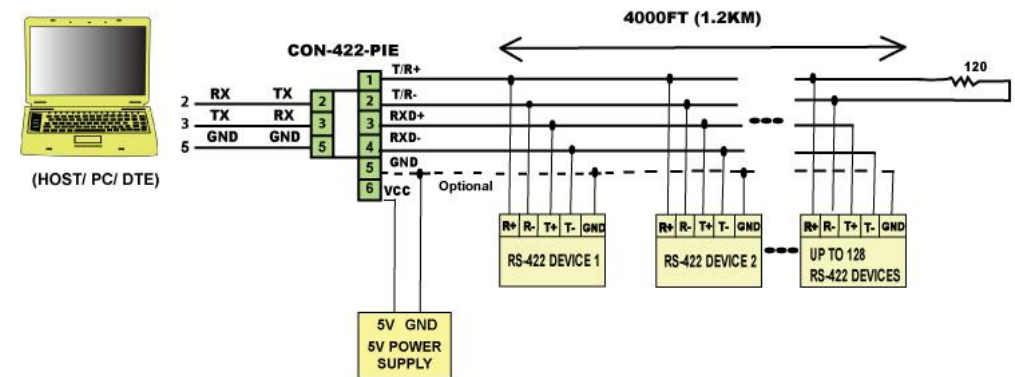 4000FT (1.2KM)
CON-422-PIE
120
1 T/R+
2 T/R-
3 RXD+
4 RXD-
5 GND
6 VCC
Optional
2 RX TX 2
3 TX RX 3
5 GND GND 5
(HOST/ PC/ DTE)
R+ R- T+ T- GND
RS-422 DEVICE 1
R+ R- T+ T- GND
RS-422 DEVICE 2
R+ R- T+ T- GND
UP TO 128
RS-422 DEVICES
5V GND
5V POWER
SUPPLY